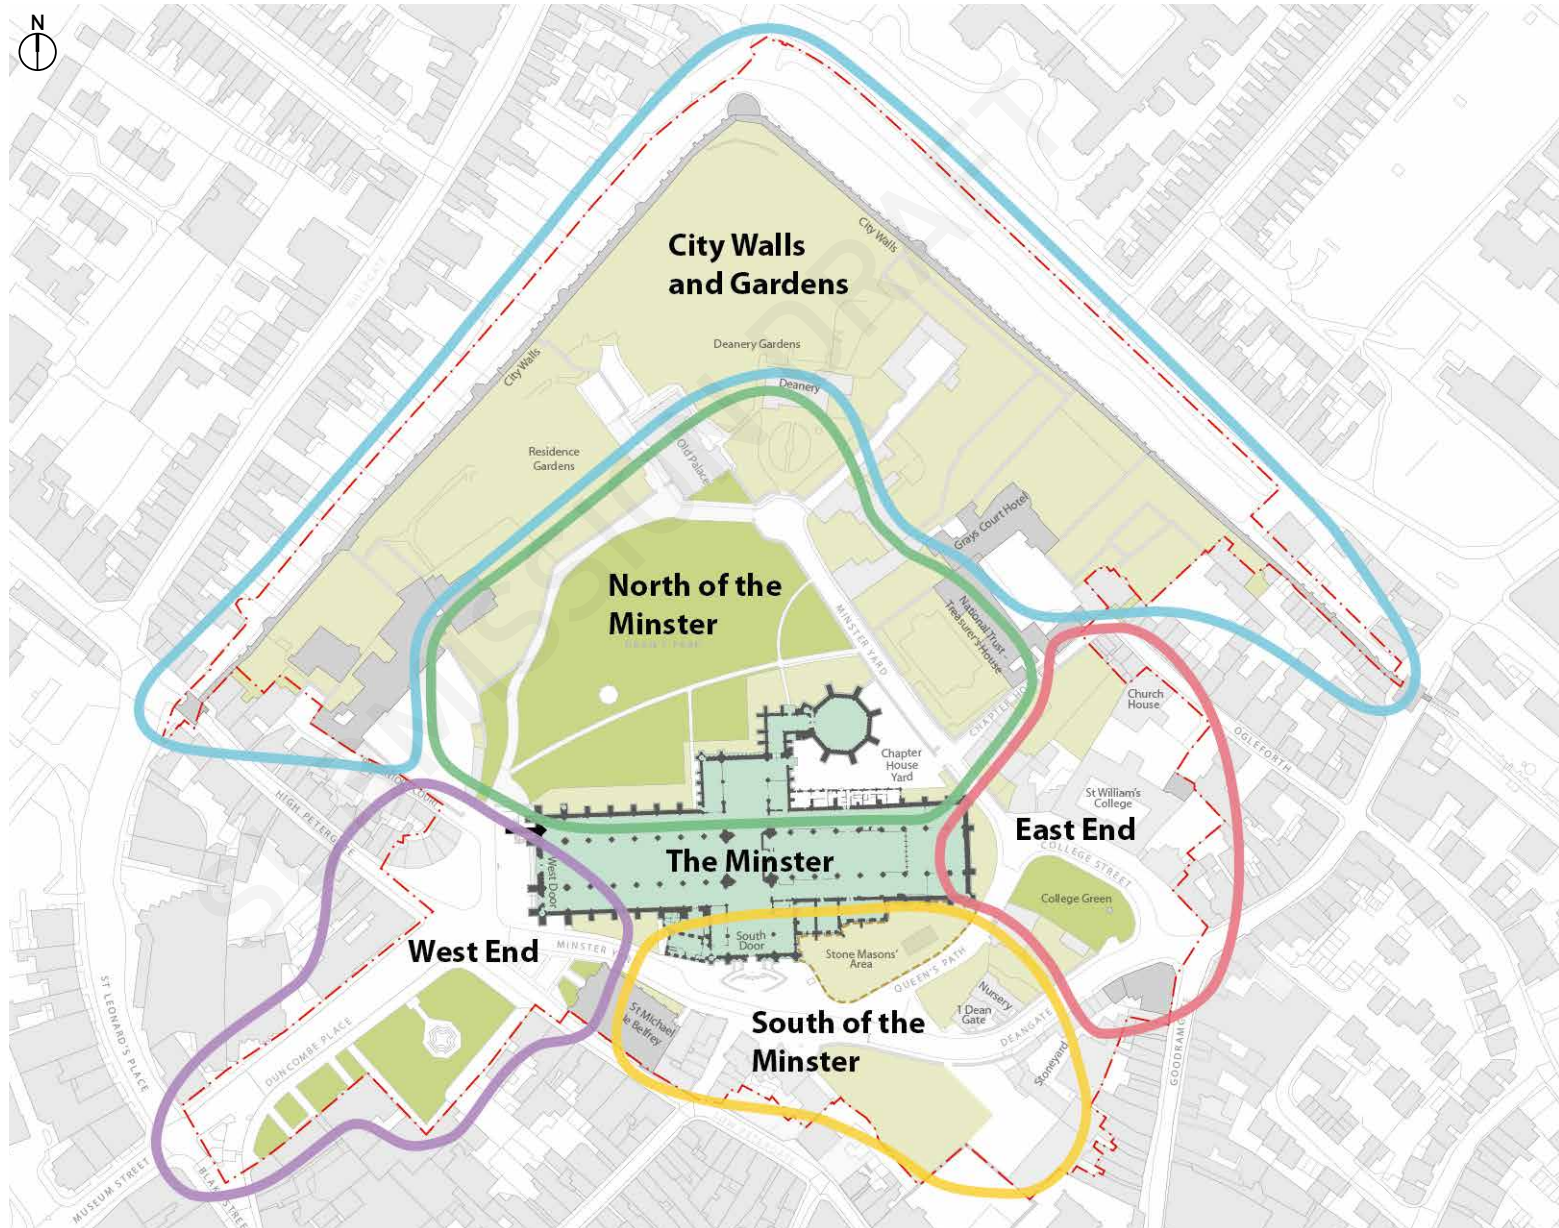 N
City Walls
and Gardens
City Walls
City Walls
Deanery Gardens
Deanery
Residence
Gardens
Old Palace
Grays Court Hotel
North of the
Minster
MINSTER YARD
National Trust -
Treasurer's House
Church
House
OGLEFORTH
Chapter
House
Yard
St William's
College
HIGH PETERGATE
East End
COLLEGE STREET
The Minster
West Door
College Green
West End
MINSTER Y
South
Door
Stone Masons'
Area
QUEEN'S PATH
Nursery
1 Dean
Gate
DEANGATE
St Michael
le Belfrey
South of the
Minster
Stoneyard
GOODRAMG
ST LEONARD'S PLACE
DUNCOMBE PLACE
MUSEUM STREET